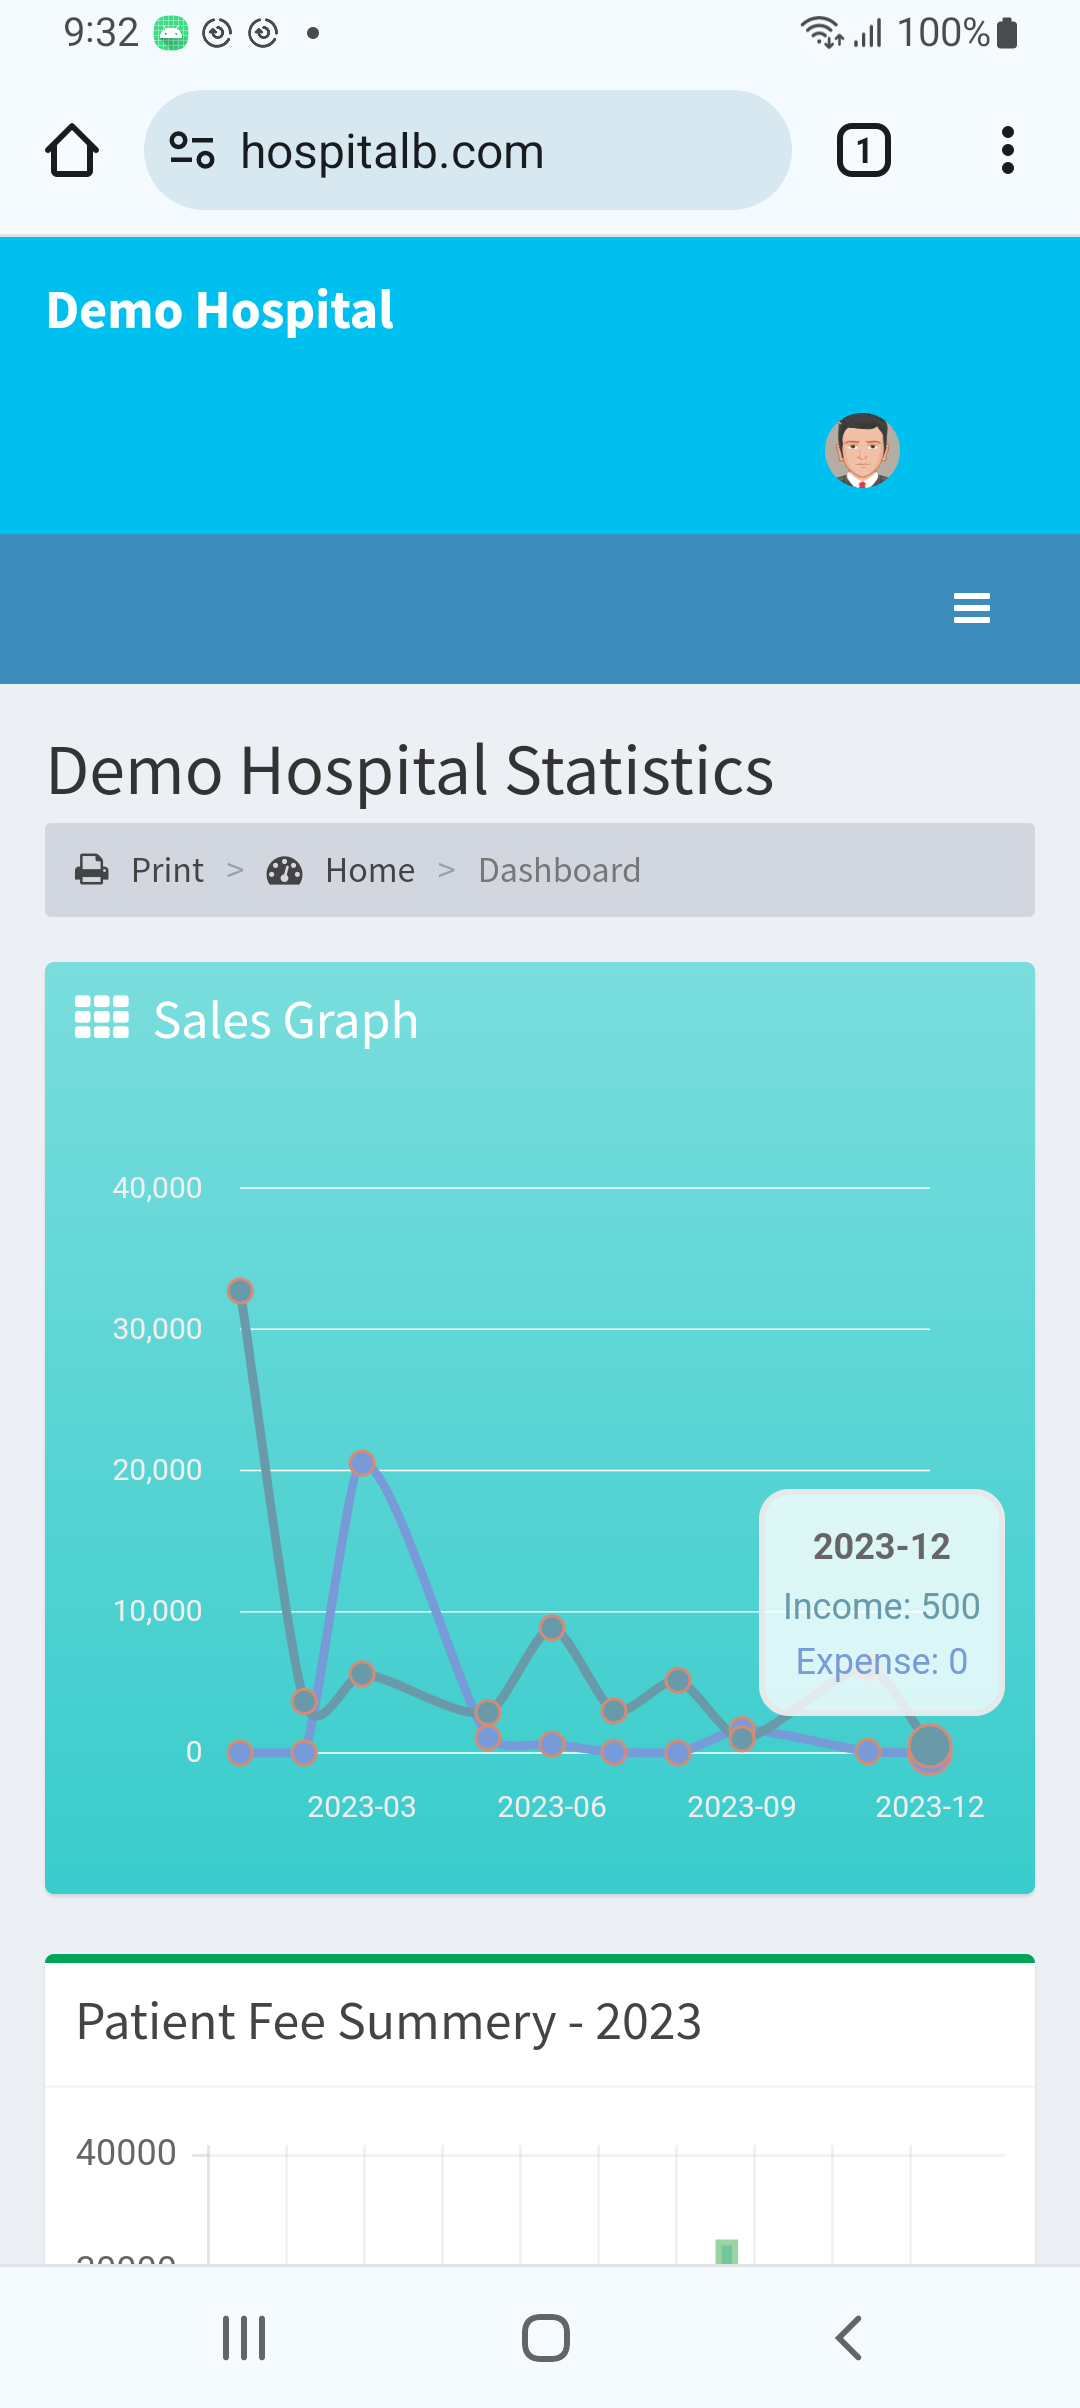 9:32
100%
hospitalb.com
1
Demo Hospital
Demo Hospital Statistics
Print > Home > Dashboard
Sales Graph
40,000
30,000
20,000
10,000
0
2023-12
Income: 500
Expense: 0
2023-03 2023-06 2023-09 2023-12
Patient Fee Summery - 2023
40000